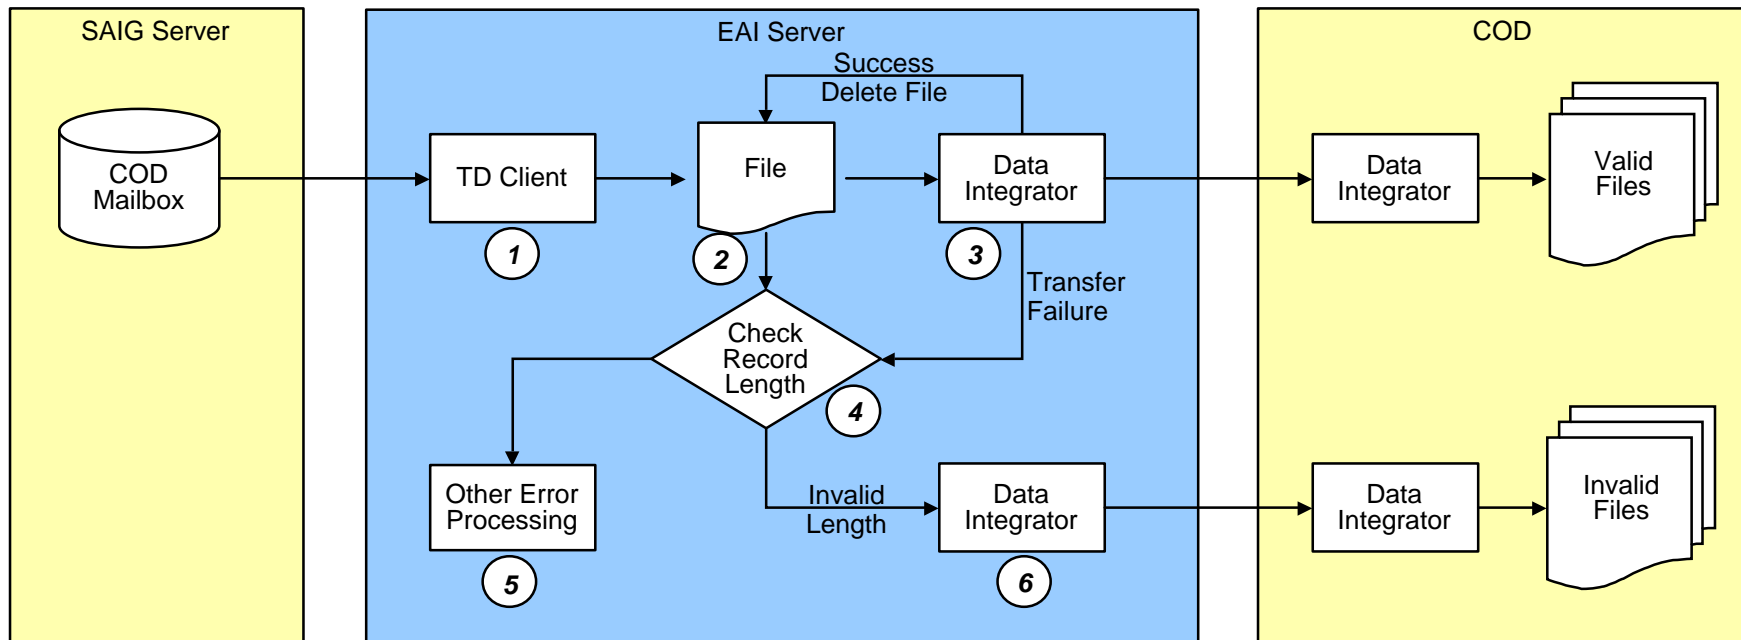 SAIG Server
EAI Server
COD
Success
Delete File
COD
Mailbox
TD Client
File
Data
Integrator
Data
Integrator
Valid
Files
1
2
3
Transfer
Failure
Check
Record
Length
4
Other Error
Processing
Invalid
Length
Data
Integrator
Data
Integrator
Invalid
Files
5
6